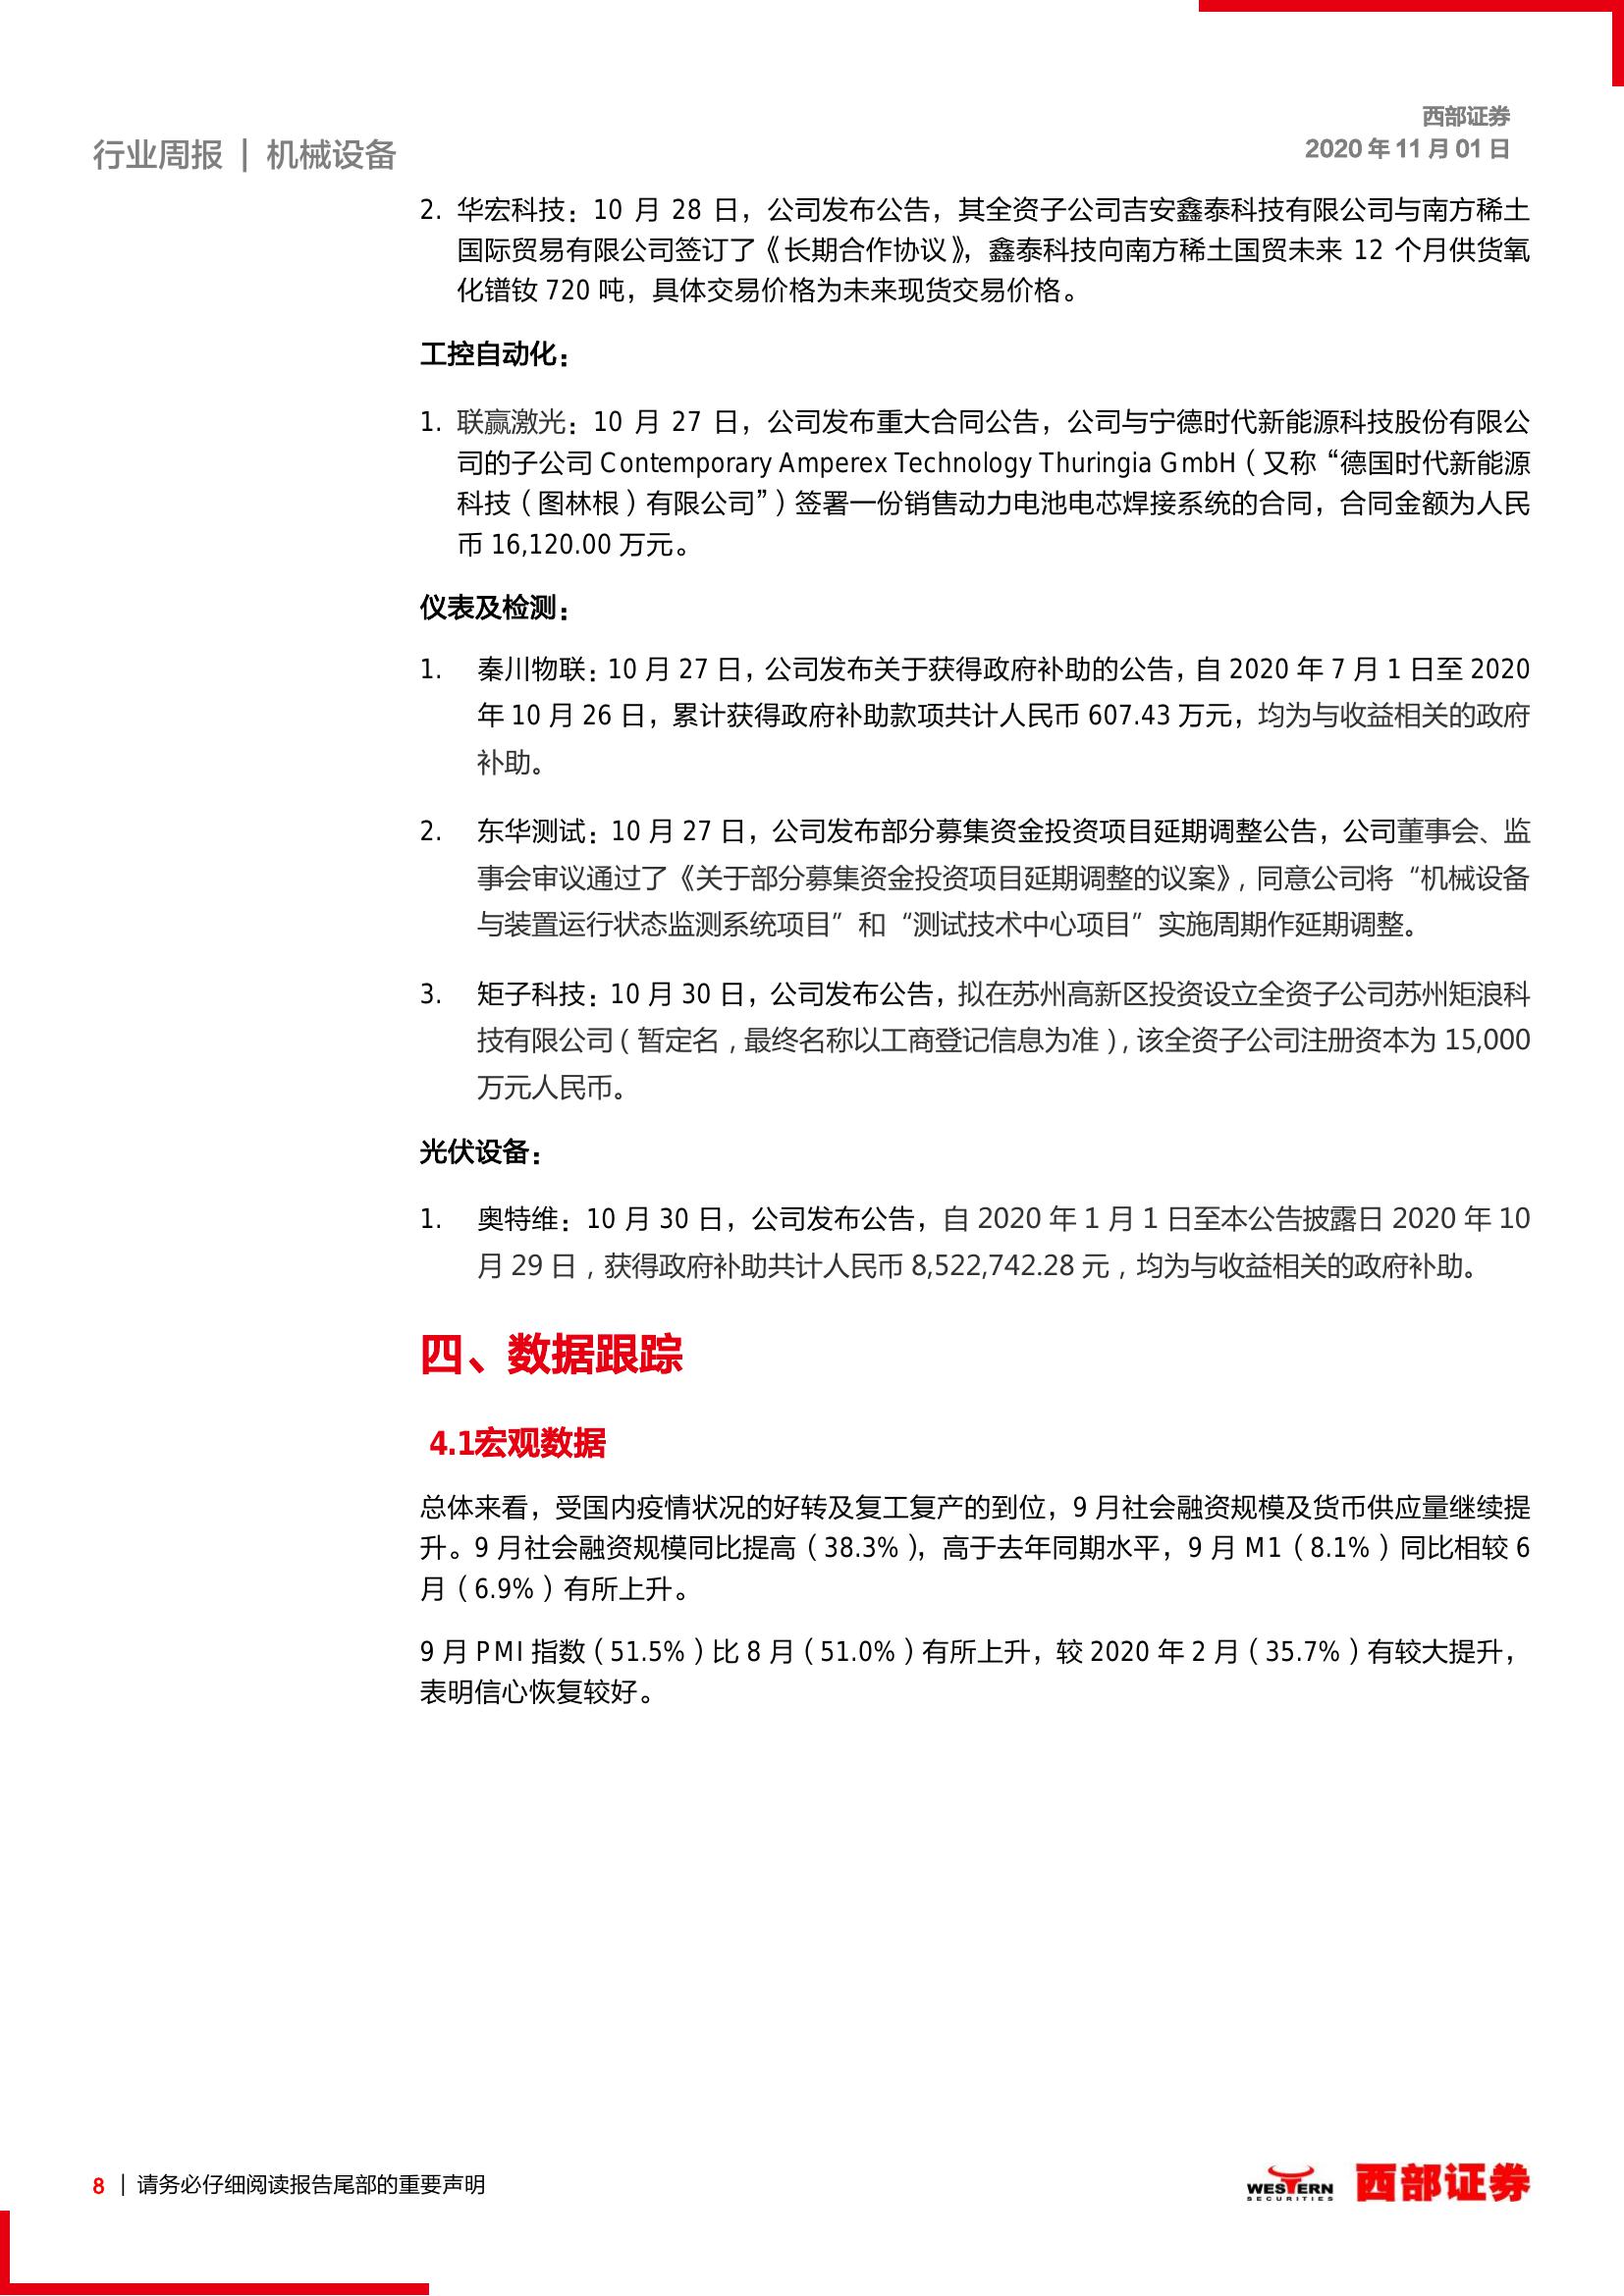 西部证券
2020 年 11 月 01 日
行业周报 | 机械设备
2. 华宏科技：10 月 28 日，公司发布公告，其全资子公司吉安鑫泰科技有限公司与南方稀土
国际贸易有限公司签订了《长期合作协议》，鑫泰科技向南方稀土国贸未来 12 个月供货氧
化镨钕 720 吨，具体交易价格为未来现货交易价格。
工控自动化：
1. 联赢激光：10 月 27 日，公司发布重大合同公告，公司与宁德时代新能源科技股份有限公
司的子公司 Contemporary Amperex Technology Thuringia GmbH（又称“德国时代新能源
科技（图林根）有限公司”）签署一份销售动力电池电芯焊接系统的合同，合同金额为人民
币 16,120.00 万元。
仪表及检测：
1. 秦川物联：10 月 27 日，公司发布关于获得政府补助的公告，自 2020 年 7 月 1 日至 2020
年 10 月 26 日，累计获得政府补助款项共计人民币 607.43 万元，均为与收益相关的政府
补助。
2. 东华测试：10 月 27 日，公司发布部分募集资金投资项目延期调整公告，公司董事会、监
事会审议通过了《关于部分募集资金投资项目延期调整的议案》，同意公司将“机械设备
与装置运行状态监测系统项目”和“测试技术中心项目”实施周期作延期调整。
3. 矩子科技：10 月 30 日，公司发布公告，拟在苏州高新区投资设立全资子公司苏州矩浪科
技有限公司（暂定名，最终名称以工商登记信息为准），该全资子公司注册资本为 15,000
万元人民币。
光伏设备：
1. 奥特维：10 月 30 日，公司发布公告，自 2020 年 1 月 1 日至本公告披露日 2020 年 10
月 29 日，获得政府补助共计人民币 8,522,742.28 元，均为与收益相关的政府补助。
四、数据跟踪
4.1宏观数据
总体来看，受国内疫情状况的好转及复工复产的到位，9 月社会融资规模及货币供应量继续提
升。9 月社会融资规模同比提高（38.3%），高于去年同期水平，9 月 M1（8.1%）同比相较 6
月（6.9%）有所上升。
9 月 PMI 指数（51.5%）比 8 月（51.0%）有所上升，较 2020 年 2 月（35.7%）有较大提升，
表明信心恢复较好。
8 | 请务必仔细阅读报告尾部的重要声明
WESTERN
SECURITIES
西部证券